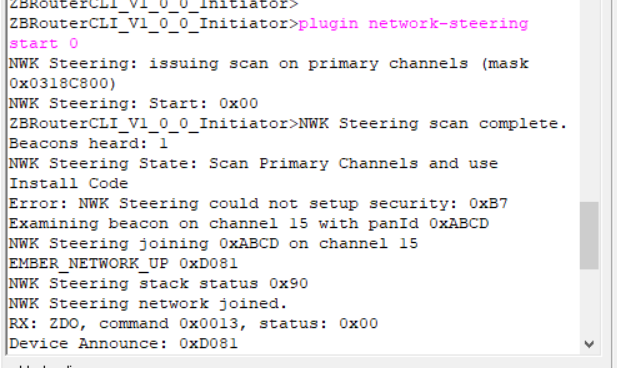 ZBRouterCLI_V1_0_0_Initiator>
ZBRouterCLI_V1_0_0_Initiator>plugin network-steering
start 0
NWK Steering: issuing scan on primary channels (mask
0x0318C800)
NWK Steering: Start: 0x00
ZBRouterCLI_V1_0_0_Initiator>NWK Steering scan complete.
Beacons heard: 1
NWK Steering State: Scan Primary Channels and use
Install Code
Error: NWK Steering could not setup security: 0xB7
Examining beacon on channel 15 with panId 0xABCD
NWK Steering joining 0xABCD on channel 15
EMBER_NETWORK_UP 0xD081
NWK Steering stack status 0x90
NWK Steering network joined.
RX: ZDO, command 0x0013, status: 0x00
Device Announce: 0xD081